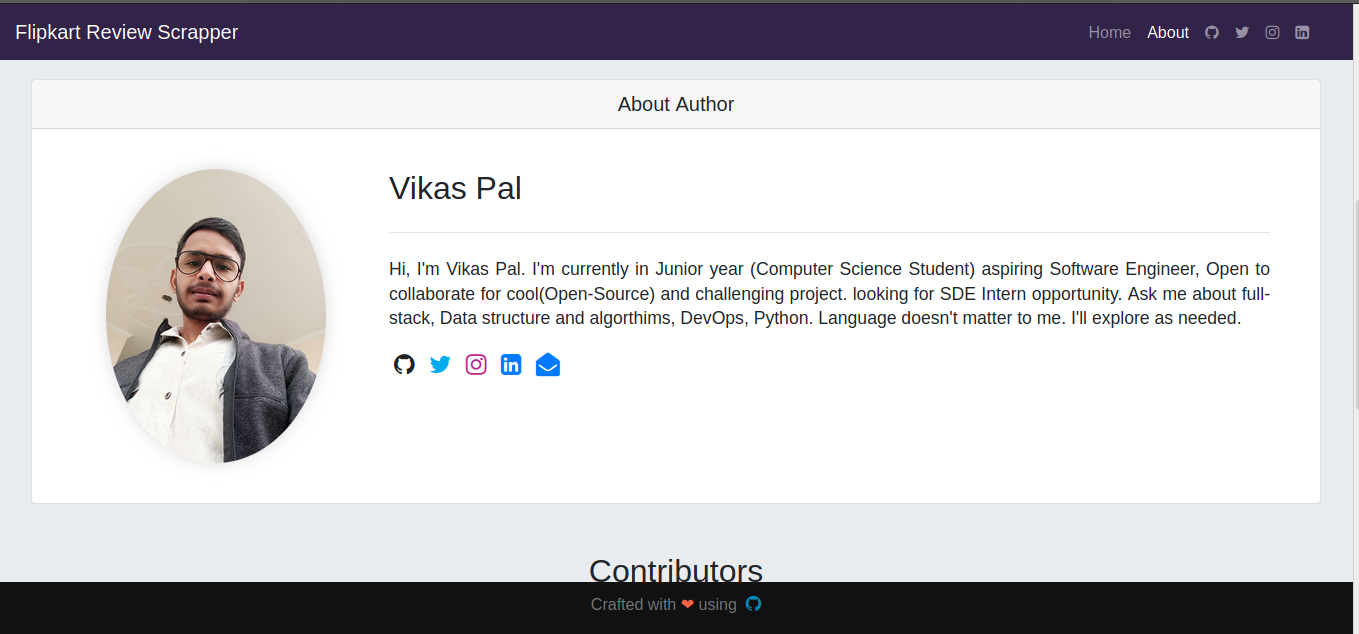 Flipkart Review Scrapper
Home About
About Author
Vikas Pal
Hi, I'm Vikas Pal. I'm currently in Junior year (Computer Science Student) aspiring Software Engineer, Open to
collaborate for cool(Open-Source) and challenging project. looking for SDE Intern opportunity. Ask me about full-
stack, Data structure and algorthims, DevOps, Python. Language doesn't matter to me. I'll explore as needed.
Contributors
Crafted with ❤ using